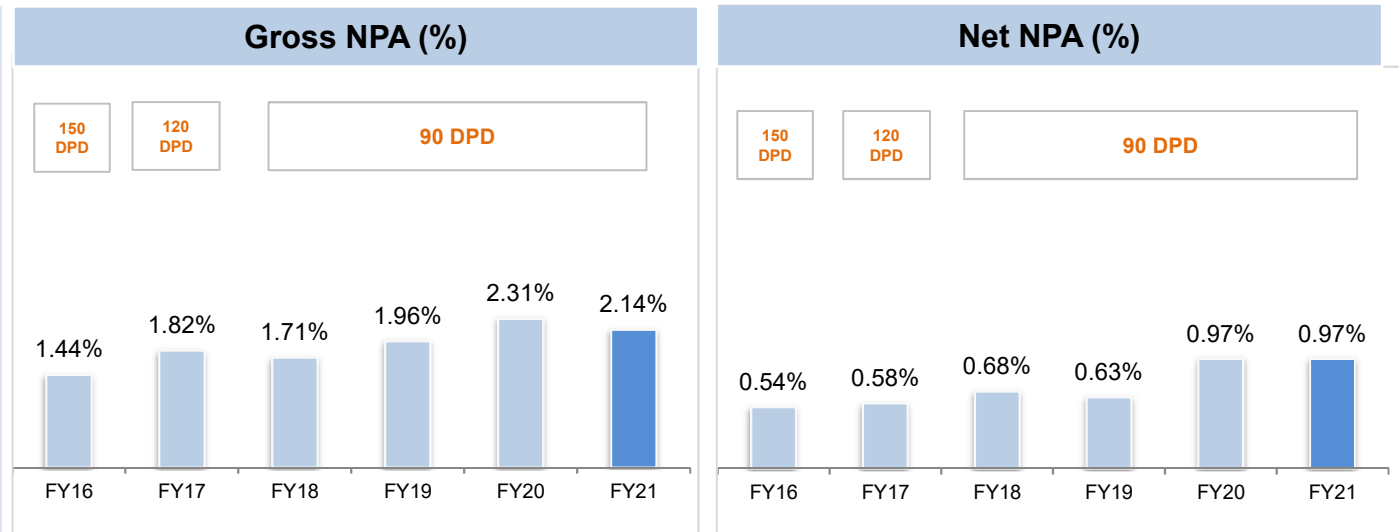 Gross NPA (%)
150
DPD
120
DPD
90 DPD
1.44%
1.82%
1.71%
1.96%
2.31%
2.14%
FY16
FY17
FY18
FY19
FY20
FY21
Net NPA (%)
150
DPD
120
DPD
90 DPD
0.54%
0.58%
0.68%
0.63%
0.97%
0.97%
FY16
FY17
FY18
FY19
FY20
FY21